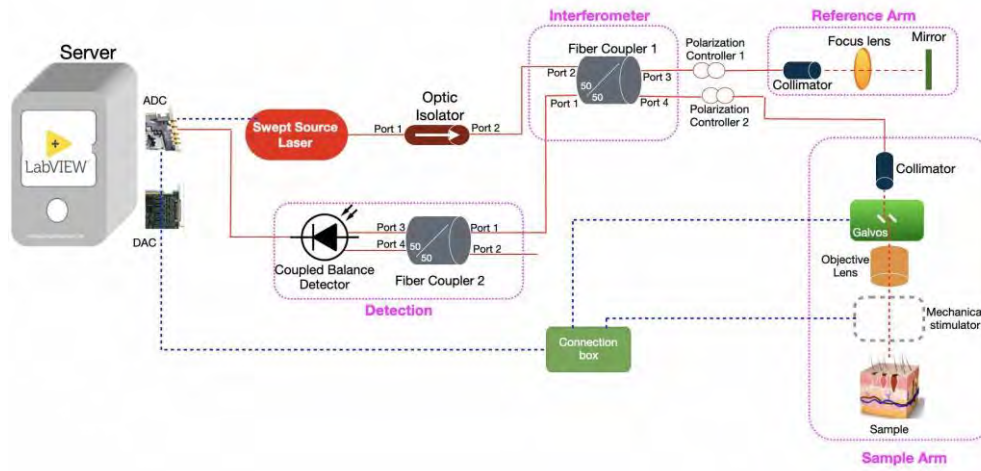 Server
LabVIEW
ADC
DAC
Swept Source
Laser
Port 1
Optic
Isolator
Port 2
Interferometer
Fiber Coupler 1
Port 2
Port 1
50
50
Port 3
Port 4
Polarization
Controller 1
Polarization
Controller 2
Reference Arm
Collimator
Focus lens
Mirror
Coupled Balance
Detector
Port 3
Port 4
50
50
Port 1
Port 2
Fiber Coupler 2
Detection
Connection
box
Collimator
Galvos
Objective
Lens
Mechanical
stimulator
Sample
Sample Arm